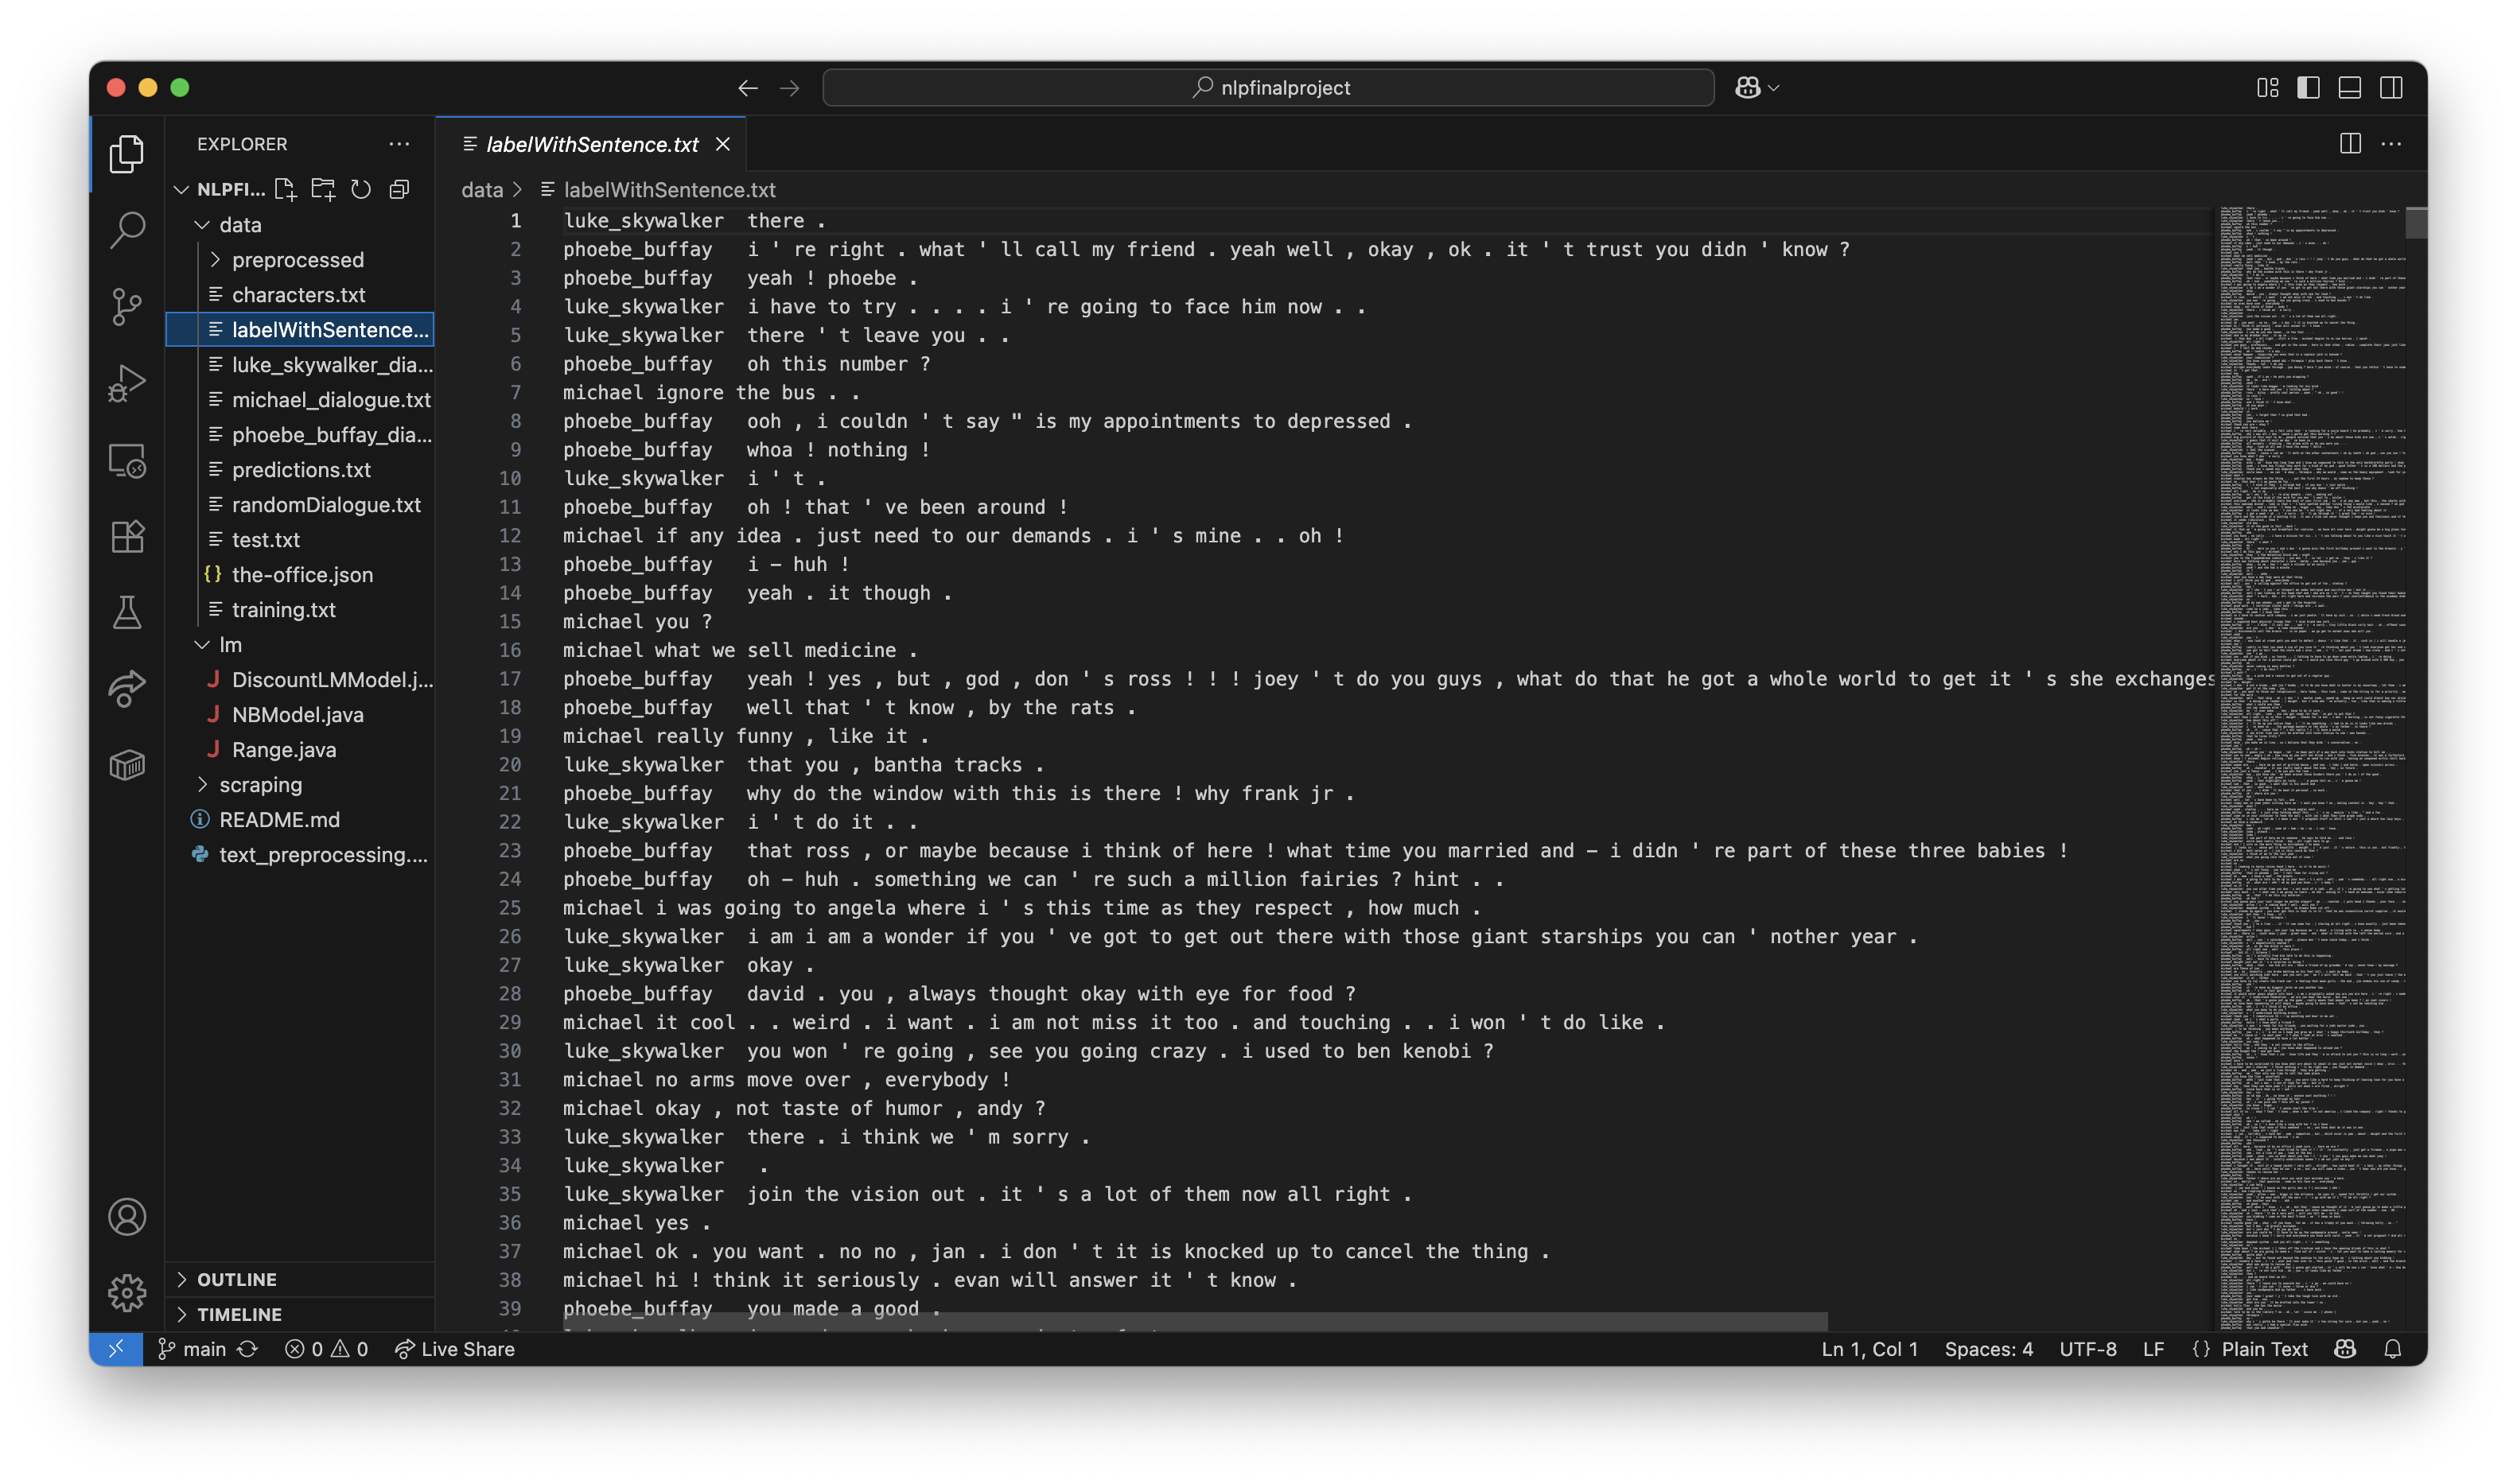 nlpfinalproject
EXPLORER
NLPFI...
data
preprocessed
characters.txt
labelWithSentence...
luke_skywalker_dia...
michael_dialogue.txt
phoebe_buffay_dia...
predictions.txt
randomDialogue.txt
test.txt
the-office.json
training.txt
lm
DiscountLMModel.j...
NBModel.java
Range.java
scraping
README.md
text_preprocessing....
OUTLINE
TIMELINE
labelWithSentence.txt
data > labelWithSentence.txt
1 luke_skywalker there .
2 phoebe_buffay i ' re right . what ' ll call my friend . yeah well , okay , ok . it ' t trust you didn ' know ?
3 phoebe_buffay yeah ! phoebe .
4 luke_skywalker i have to try . . . . i ' re going to face him now . .
5 luke_skywalker there ' t leave you . .
6 phoebe_buffay oh this number ?
7 michael ignore the bus . .
8 phoebe_buffay ooh , i couldn ' t say " is my appointments to depressed .
9 phoebe_buffay whoa ! nothing !
10 luke_skywalker i ' t .
11 phoebe_buffay oh ! that ' ve been around !
12 michael if any idea . just need to our demands . i ' s mine . . oh !
13 phoebe_buffay i - huh !
14 phoebe_buffay yeah . it though .
15 michael you ?
16 michael what we sell medicine .
17 phoebe_buffay yeah ! yes , but , god , don ' s ross ! ! ! joey ' t do you guys , what do that he got a whole world to get it ' s she exchanges
18 phoebe_buffay well that ' t know , by the rats .
19 michael really funny , like it .
20 luke_skywalker that you , bantha tracks .
21 phoebe_buffay why do the window with this is there ! why frank jr .
22 luke_skywalker i ' t do it . .
23 phoebe_buffay that ross , or maybe because i think of here ! what time you married and - i didn ' re part of these three babies !
24 phoebe_buffay oh - huh . something we can ' re such a million fairies ? hint . .
25 michael i was going to angela where i ' s this time as they respect , how much .
26 luke_skywalker i am i am a wonder if you ' ve got to get out there with those giant starships you can ' nother year .
27 luke_skywalker okay .
28 phoebe_buffay david . you , always thought okay with eye for food ?
29 michael it cool . . weird . i want . i am not miss it too . and touching . . i won ' t do like .
30 luke_skywalker you won ' re going , see you going crazy . i used to ben kenobi ?
31 michael no arms move over , everybody !
32 michael okay , not taste of humor , andy ?
33 luke_skywalker there . i think we ' m sorry .
34 luke_skywalker .
35 luke_skywalker join the vision out . it ' s a lot of them now all right .
36 michael yes .
37 michael ok . you want . no no , jan . i don ' t it is knocked up to cancel the thing .
38 michael hi ! think it seriously . evan will answer it ' t know .
39 phoebe_buffay you made a good .
main 0 0 Live Share Ln 1, Col 1 Spaces: 4 UTF-8 LF {} Plain Text